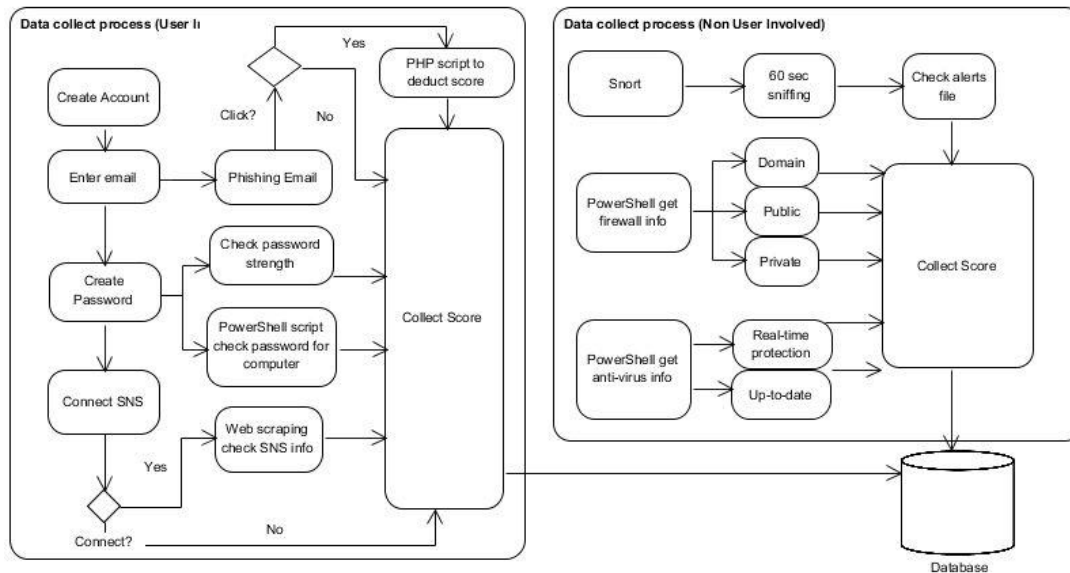 Data collect process (User I
Yes
PHP script to
deduct score
Create Account
Click?
No
Enter email
Phishing Email
Check password
strength
Create
Password
PowerShell script
check password for
computer
Collect Score
Connect SNS
Web scraping
check SNS info
Yes
No
Connect?
Data collect process (Non User Involved)
Snort
60 sec
sniffing
Check alerts
file
Domain
PowerShell get
firewall info
Public
Private
Collect Score
Real-time
protection
PowerShell get
anti-virus info
Up-to-date
Database